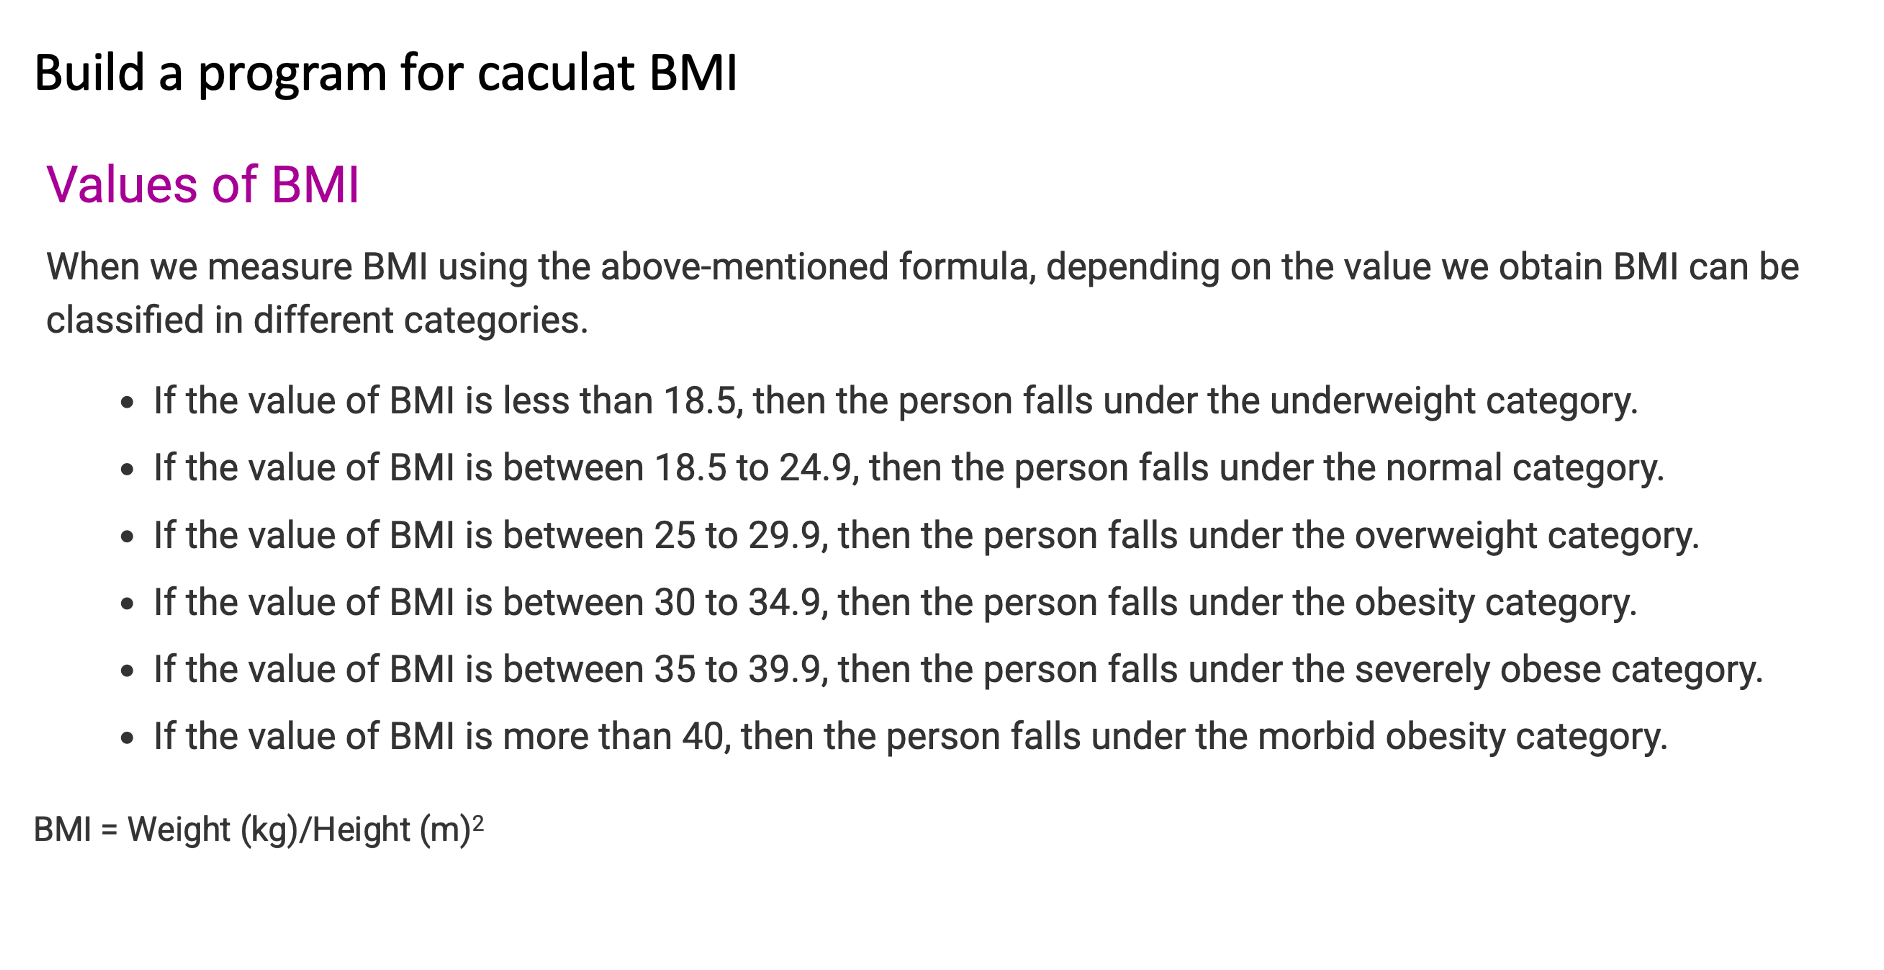 Build a program for caculat BMI
Values of BMI
When we measure BMI using the above-mentioned formula, depending on the value we obtain BMI can be
classified in different categories.
• If the value of BMI is less than 18.5, then the person falls under the underweight category.
• If the value of BMI is between 18.5 to 24.9, then the person falls under the normal category.
• If the value of BMI is between 25 to 29.9, then the person falls under the overweight category.
• If the value of BMI is between 30 to 34.9, then the person falls under the obesity category.
• If the value of BMI is between 35 to 39.9, then the person falls under the severely obese category.
• If the value of BMI is more than 40, then the person falls under the morbid obesity category.
BMI = Weight (kg)/Height (m)²